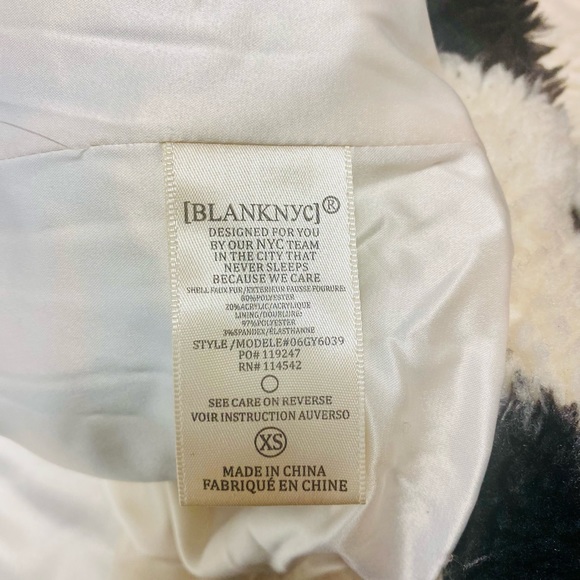 [BLANKNYC]®
DESIGNED FOR YOU
BY OUR NYC TEAM
IN THE CITY THAT
NEVER SLEEPS
BECAUSE WE CARE
SHELL FAUX FUR/EXTERIEUR FAUSSE FOURURE:
80%POLYESTER
20%ACRYLIC/ACRYLIQUE
LINING/DOUBLURE:
97%POLYESTER
3%SPANDEX/ÉLASTHANNE
STYLE/MODELE#06GY6039
PO# 119247
RN# 114542
SEE CARE ON REVERSE
VOIR INSTRUCTION AUVERSO
XS
MADE IN CHINA
FABRIQUÉ EN CHINE